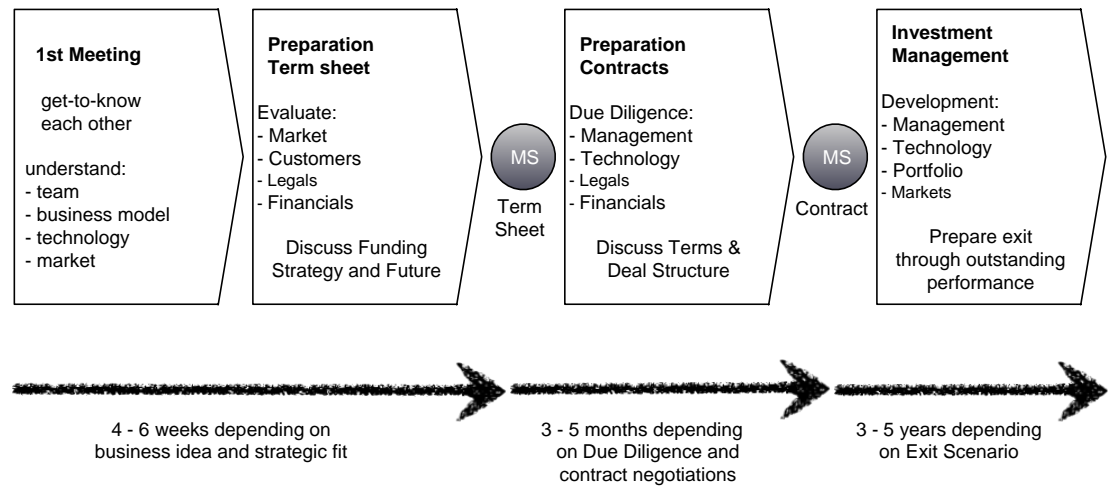 1st Meeting
get-to-know
each other
understand:
- team
- business model
- technology
- market
Preparation
Term sheet
Evaluate:
- Market
- Customers
- Legals
- Financials
Discuss Funding
Strategy and Future
MS
Term
Sheet
Preparation
Contracts
Due Diligence:
- Management
- Technology
- Legals
- Financials
Discuss Terms &
Deal Structure
MS
Contract
Investment
Management
Development:
- Management
- Technology
- Portfolio
- Markets
Prepare exit
through outstanding
performance
4 - 6 weeks depending on
business idea and strategic fit
3 - 5 months depending
on Due Diligence and
contract negotiations
3 - 5 years depending
on Exit Scenario